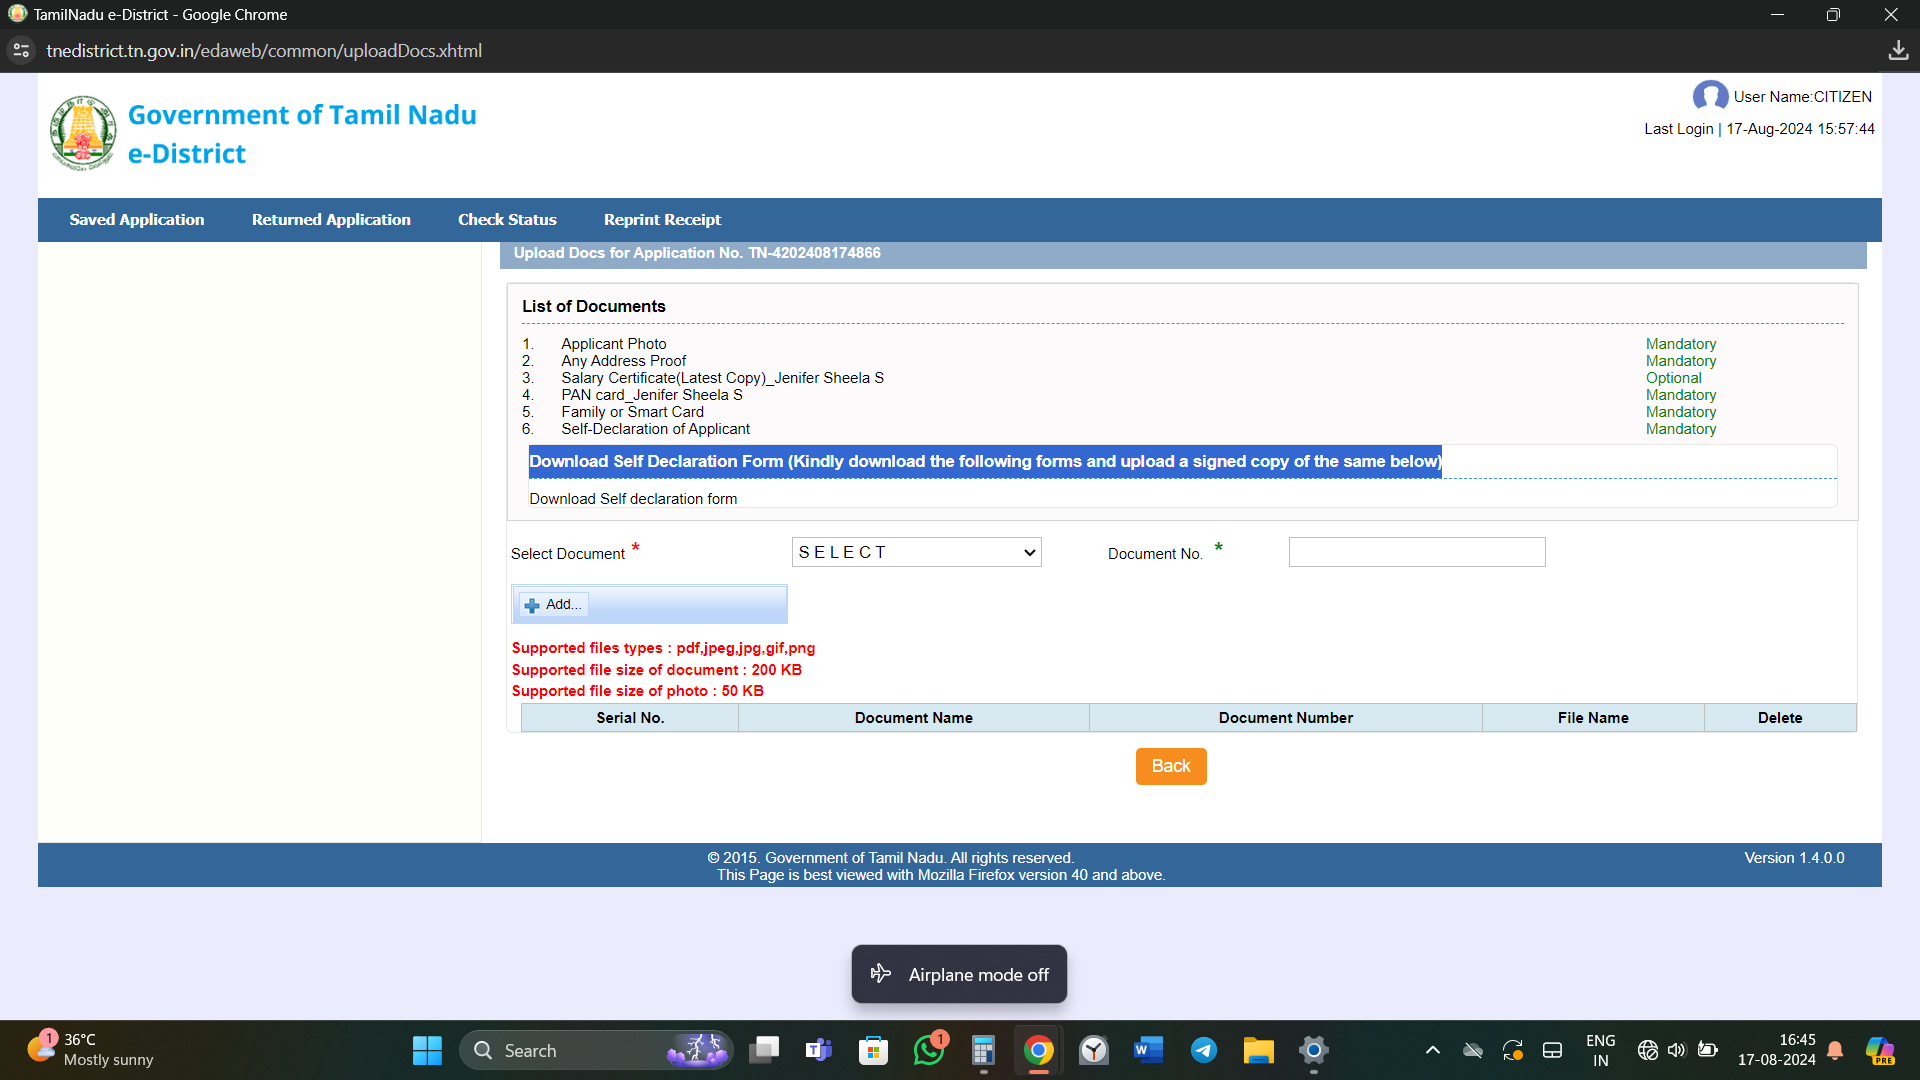 TamilNadu e-District - Google Chrome
tnedistrict.tn.gov.in/edaweb/common/uploadDocs.xhtml
Government of Tamil Nadu
e-District
User Name:CITIZEN
Last Login | 17-Aug-2024 15:57:44
Saved Application Returned Application Check Status Reprint Receipt
Upload Docs for Application No. TN-4202408174866
List of Documents
1. Applicant Photo Mandatory
2. Any Address Proof Mandatory
3. Salary Certificate(Latest Copy)_Jenifer Sheela S Optional
4. PAN card_Jenifer Sheela S Mandatory
5. Family or Smart Card Mandatory
6. Self-Declaration of Applicant Mandatory
Download Self Declaration Form (Kindly download the following forms and upload a signed copy of the same below)
Download Self declaration form
Select Document * S E L E C T Document No. *
Add...
Supported files types : pdf,jpeg,jpg,gif,png
Supported file size of document : 200 KB
Supported file size of photo : 50 KB
Serial No. Document Name Document Number File Name Delete
Back
© 2015. Government of Tamil Nadu. All rights reserved. Version 1.4.0.0
This Page is best viewed with Mozilla Firefox version 40 and above.
Airplane mode off
1 36°C
Mostly sunny
Search
1
ENG
IN
16:45
17-08-2024
PRE